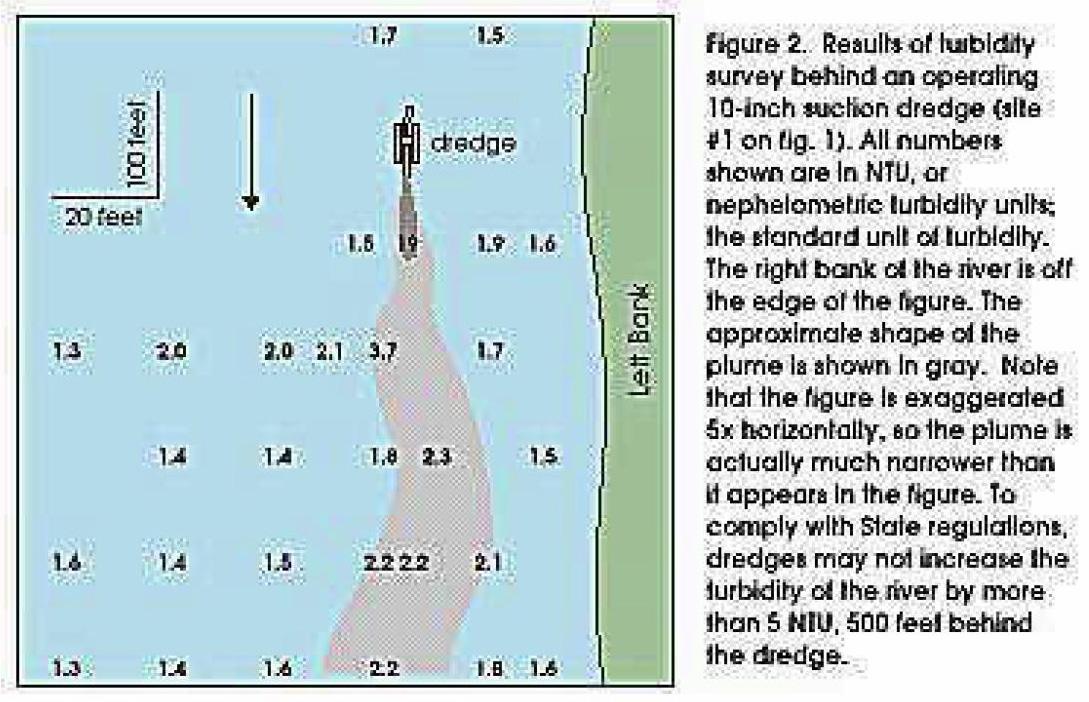 1.7 1.5
100 feet
20 feet
dredge
1.5 19 1.9 1.6
1.3 2.0 2.0 2.1 3.7 1.7
1.4 1.4 1.8 2.3 1.5
1.6 1.4 1.5 2.2 2.2 2.1
1.3 1.4 1.6 2.2 1.8 1.6
Left Bank
Figure 2. Results of turbidity
survey behind an operating
10-inch suction dredge (site
#1 on fig. 1). All numbers
shown are in NTU, or
nephelometric turbidity units;
the standard unit of turbidity.
The right bank of the river is off
the edge of the figure. The
approximate shape of the
plume is shown in gray. Note
that the figure is exaggerated
5x horizontally, so the plume is
actually much narrower than
it appears in the figure. To
comply with State regulations,
dredges may not increase the
turbidity of the river by more
than 5 NTU, 500 feet behind
the dredge.